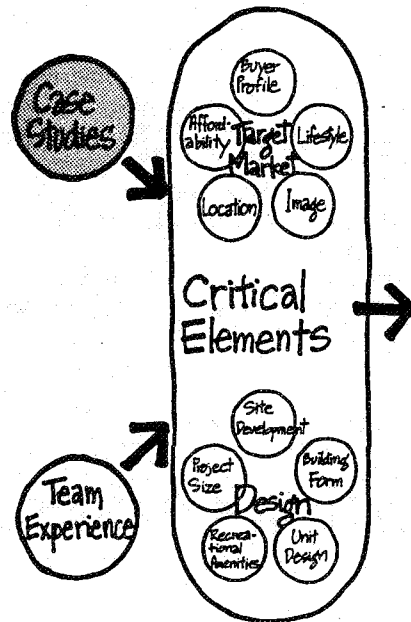 Case
Studies
Buyer
Profile
Afford-
ability
Target
Market
Lifestyle
Location
Image
Critical
Elements
Site
Development
Project
Size
Building
Form
Design
Recrea-
tional
Amenities
Unit
Design
Team
Experience